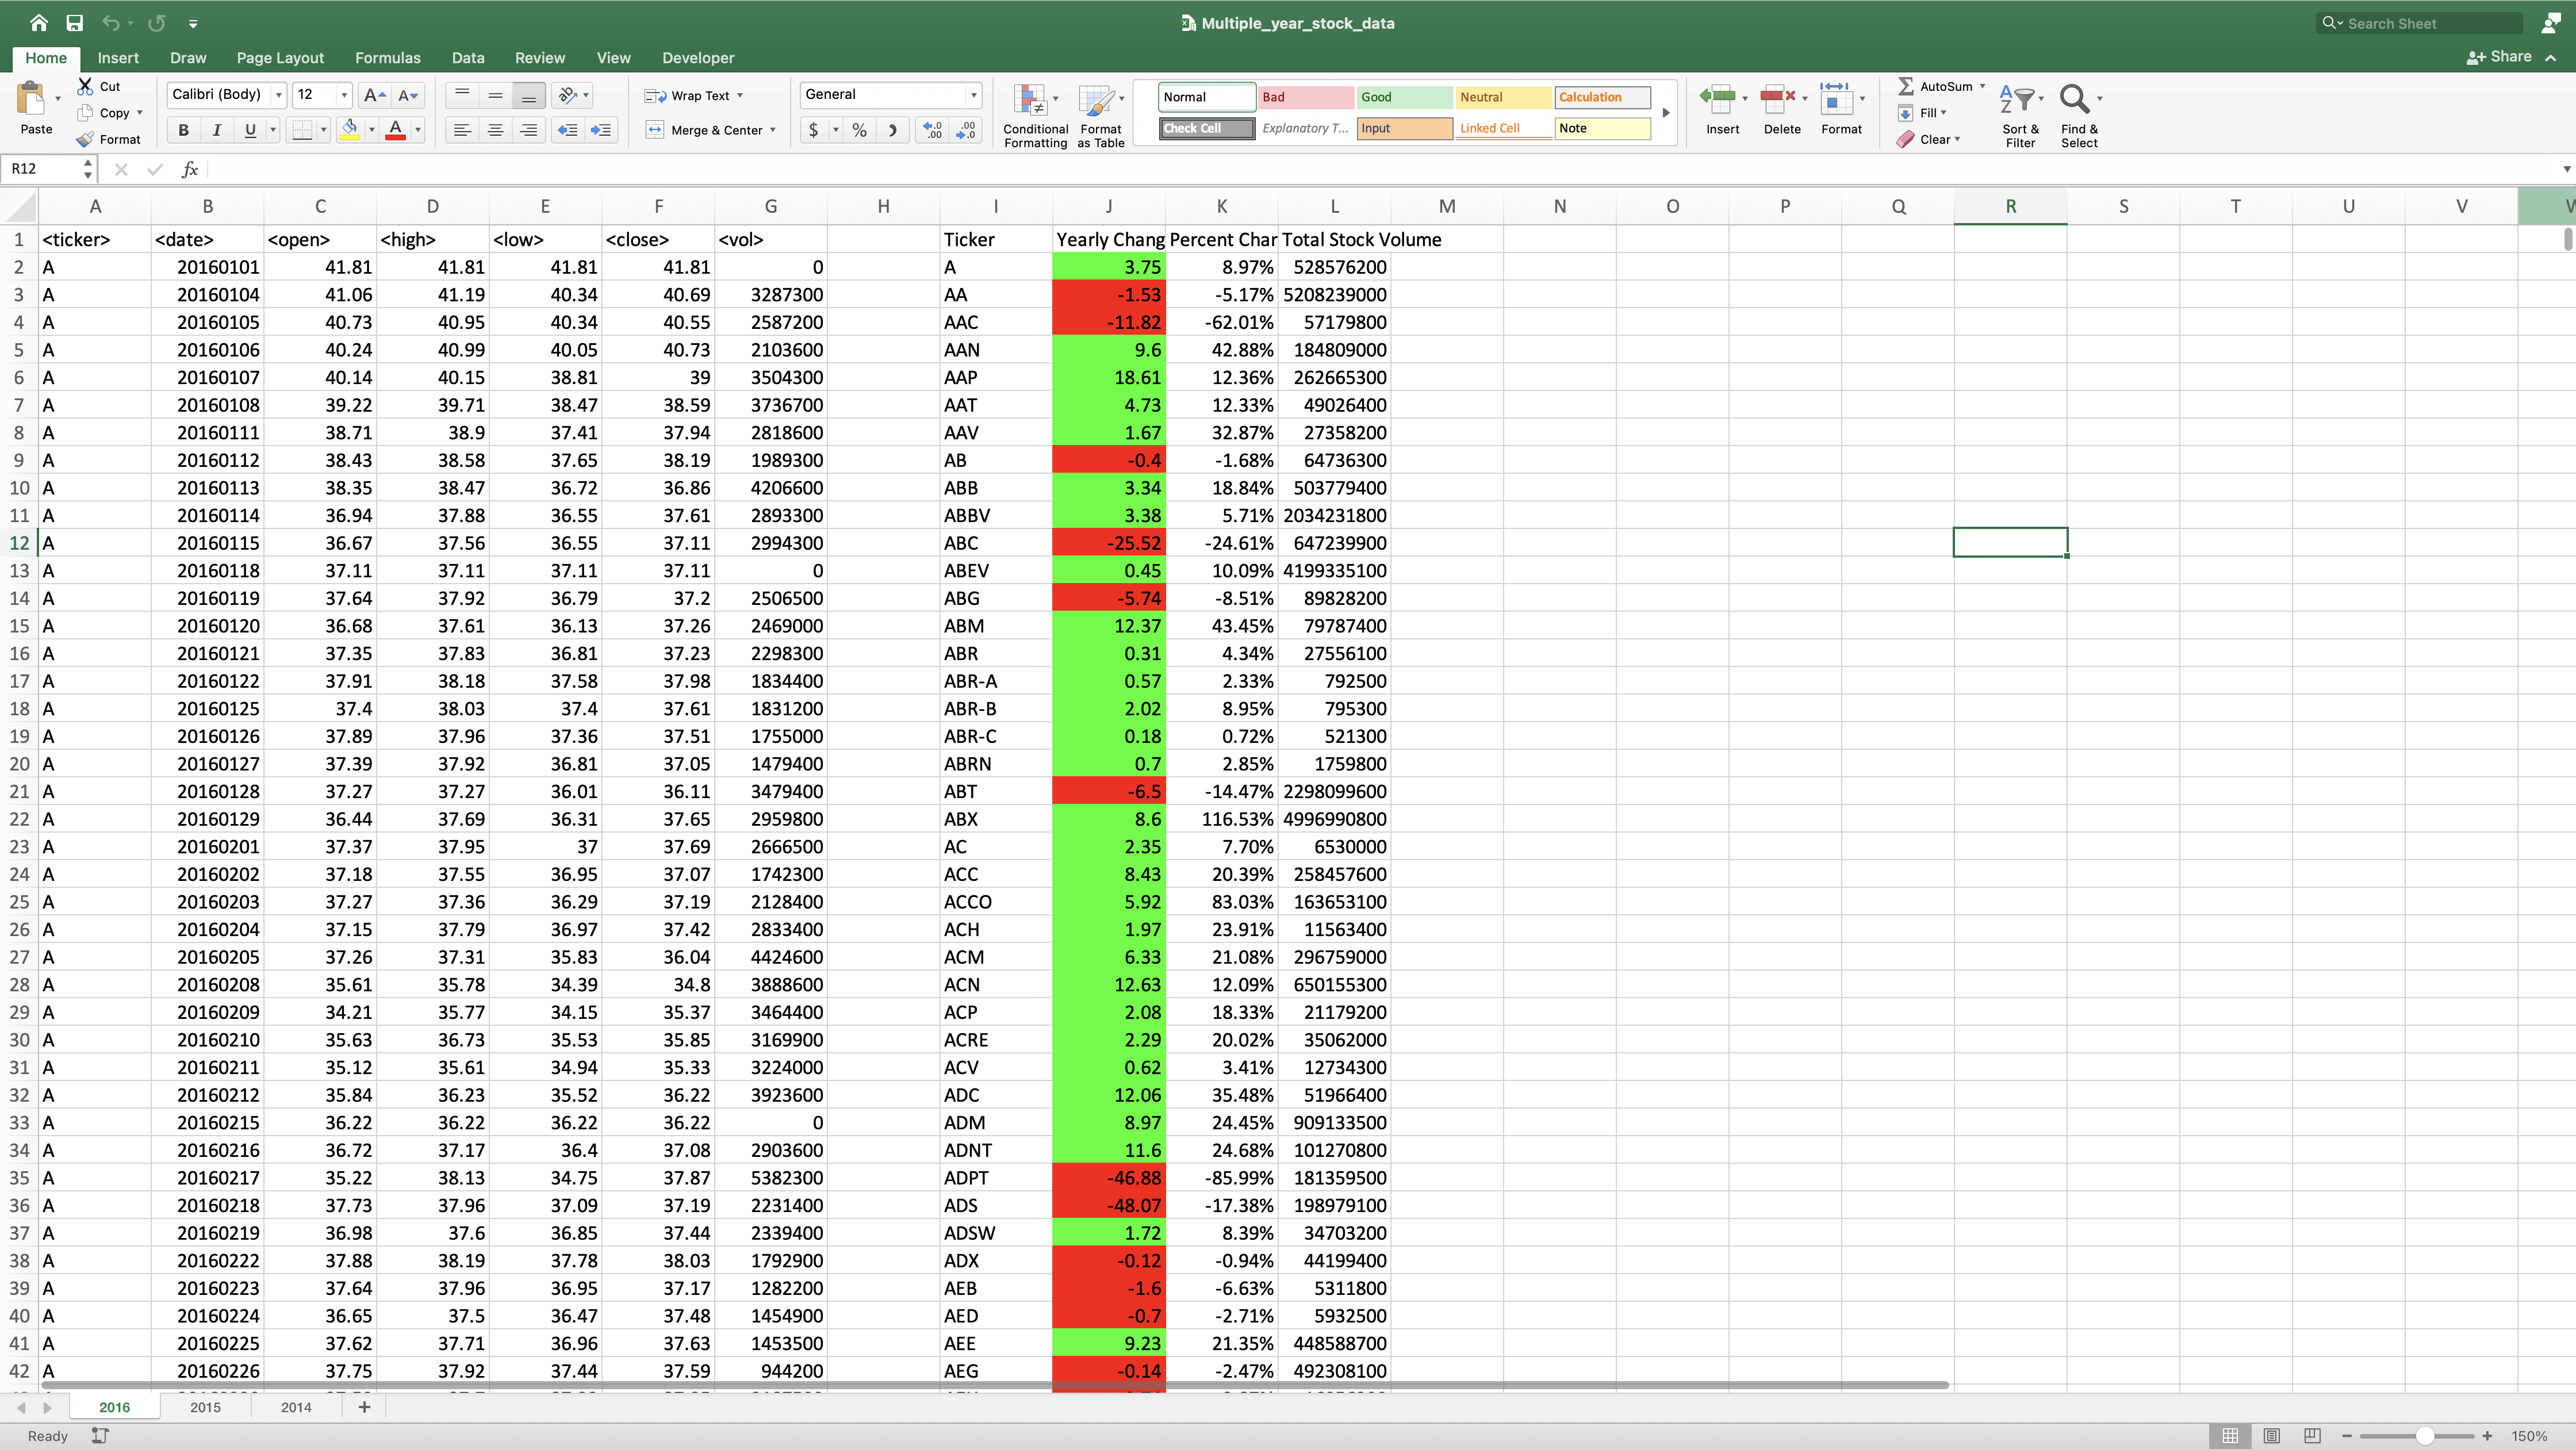 Multiple_year_stock_data
Search Sheet
Home Insert Draw Page Layout Formulas Data Review View Developer
Share
Paste
Cut
Copy
Format
Calibri (Body) 12
B I U
Wrap Text
Merge & Center
General
$ %
Conditional Formatting
Format as Table
Normal Bad Good Neutral Calculation
Check Cell Explanatory T... Input Linked Cell Note
Insert Delete Format
AutoSum
Fill
Clear
Sort & Filter
Find & Select
R12 fx
A B C D E F G H I J K L M N O P Q R S T U V
1 <ticker> <date> <open> <high> <low> <close> <vol> Ticker Yearly Chang Percent Char Total Stock Volume
2 A 20160101 41.81 41.81 41.81 41.81 0 A 3.75 8.97% 528576200
3 A 20160104 41.06 41.19 40.34 40.69 3287300 AA -1.53 -5.17% 5208239000
4 A 20160105 40.73 40.95 40.34 40.55 2587200 AAC -11.82 -62.01% 57179800
5 A 20160106 40.24 40.99 40.05 40.73 2103600 AAN 9.6 42.88% 184809000
6 A 20160107 40.14 40.15 38.81 39 3504300 AAP 18.61 12.36% 262665300
7 A 20160108 39.22 39.71 38.47 38.59 3736700 AAT 4.73 12.33% 49026400
8 A 20160111 38.71 38.9 37.41 37.94 2818600 AAV 1.67 32.87% 27358200
9 A 20160112 38.43 38.58 37.65 38.19 1989300 AB -0.4 -1.68% 64736300
10 A 20160113 38.35 38.47 36.72 36.86 4206600 ABB 3.34 18.84% 503779400
11 A 20160114 36.94 37.88 36.55 37.61 2893300 ABBV 3.38 5.71% 2034231800
12 A 20160115 36.67 37.56 36.55 37.11 2994300 ABC -25.52 -24.61% 647239900
13 A 20160118 37.11 37.11 37.11 37.11 0 ABEV 0.45 10.09% 4199335100
14 A 20160119 37.64 37.92 36.79 37.2 2506500 ABG -5.74 -8.51% 89828200
15 A 20160120 36.68 37.61 36.13 37.26 2469000 ABM 12.37 43.45% 79787400
16 A 20160121 37.35 37.83 36.81 37.23 2298300 ABR 0.31 4.34% 27556100
17 A 20160122 37.91 38.18 37.58 37.98 1834400 ABR-A 0.57 2.33% 792500
18 A 20160125 37.4 38.03 37.4 37.61 1831200 ABR-B 2.02 8.95% 795300
19 A 20160126 37.89 37.96 37.36 37.51 1755000 ABR-C 0.18 0.72% 521300
20 A 20160127 37.39 37.92 36.81 37.05 1479400 ABRN 0.7 2.85% 1759800
21 A 20160128 37.27 37.27 36.01 36.11 3479400 ABT -6.5 -14.47% 2298099600
22 A 20160129 36.44 37.69 36.31 37.65 2959800 ABX 8.6 116.53% 4996990800
23 A 20160201 37.37 37.95 37 37.69 2666500 AC 2.35 7.70% 6530000
24 A 20160202 37.18 37.55 36.95 37.07 1742300 ACC 8.43 20.39% 258457600
25 A 20160203 37.27 37.36 36.29 37.19 2128400 ACCO 5.92 83.03% 163653100
26 A 20160204 37.15 37.79 36.97 37.42 2833400 ACH 1.97 23.91% 11563400
27 A 20160205 37.26 37.31 35.83 36.04 4424600 ACM 6.33 21.08% 296759000
28 A 20160208 35.61 35.78 34.39 34.8 3888600 ACN 12.63 12.09% 650155300
29 A 20160209 34.21 35.77 34.15 35.37 3464400 ACP 2.08 18.33% 21179200
30 A 20160210 35.63 36.73 35.53 35.85 3169900 ACRE 2.29 20.02% 35062000
31 A 20160211 35.12 35.61 34.94 35.33 3224000 ACV 0.62 3.41% 12734300
32 A 20160212 35.84 36.23 35.52 36.22 3923600 ADC 12.06 35.48% 51966400
33 A 20160215 36.22 36.22 36.22 36.22 0 ADM 8.97 24.45% 909133500
34 A 20160216 36.72 37.17 36.4 37.08 2903600 ADNT 11.6 24.68% 101270800
35 A 20160217 35.22 38.13 34.75 37.87 5382300 ADPT -46.88 -85.99% 181359500
36 A 20160218 37.73 37.96 37.09 37.19 2231400 ADS -48.07 -17.38% 198979100
37 A 20160219 36.98 37.6 36.85 37.44 2339400 ADSW 1.72 8.39% 34703200
38 A 20160222 37.88 38.19 37.78 38.03 1792900 ADX -0.12 -0.94% 44199400
39 A 20160223 37.64 37.96 36.95 37.17 1282200 AEB -1.6 -6.63% 5311800
40 A 20160224 36.65 37.5 36.47 37.48 1454900 AED -0.7 -2.71% 5932500
41 A 20160225 37.62 37.71 36.96 37.63 1453500 AEE 9.23 21.35% 448588700
42 A 20160226 37.75 37.92 37.44 37.59 944200 AEG -0.14 -2.47% 492308100
2016 2015 2014 +
Ready
150%